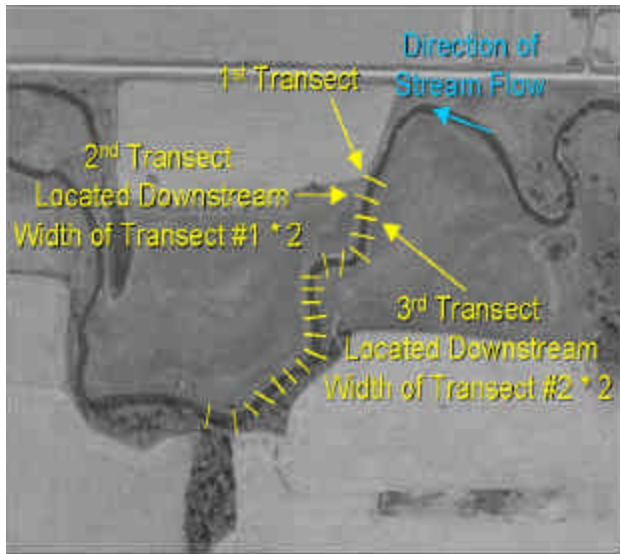 Direction of
Stream Flow
1st Transect
2nd Transect
Located Downstream
Width of Transect #1 * 2
3rd Transect
Located Downstream
Width of Transect #2 * 2